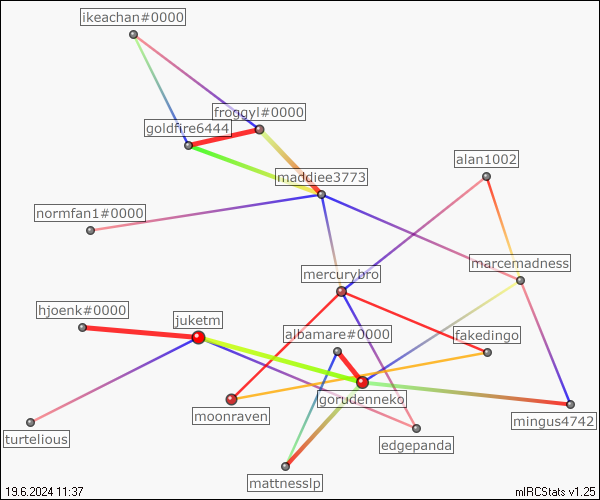 ikeachan#0000
froggyl#0000
goldfire6444
alan1002
maddiee3773
normfan1#0000
marcemadness
mercurybro
hjoenk#0000
juketm
albamare#0000
fakedingo
gorudenneko
moonraven
mingus4742
turtelious
edgepanda
mattnesslp
19.6.2024 11:37
mIRCStats v1.25